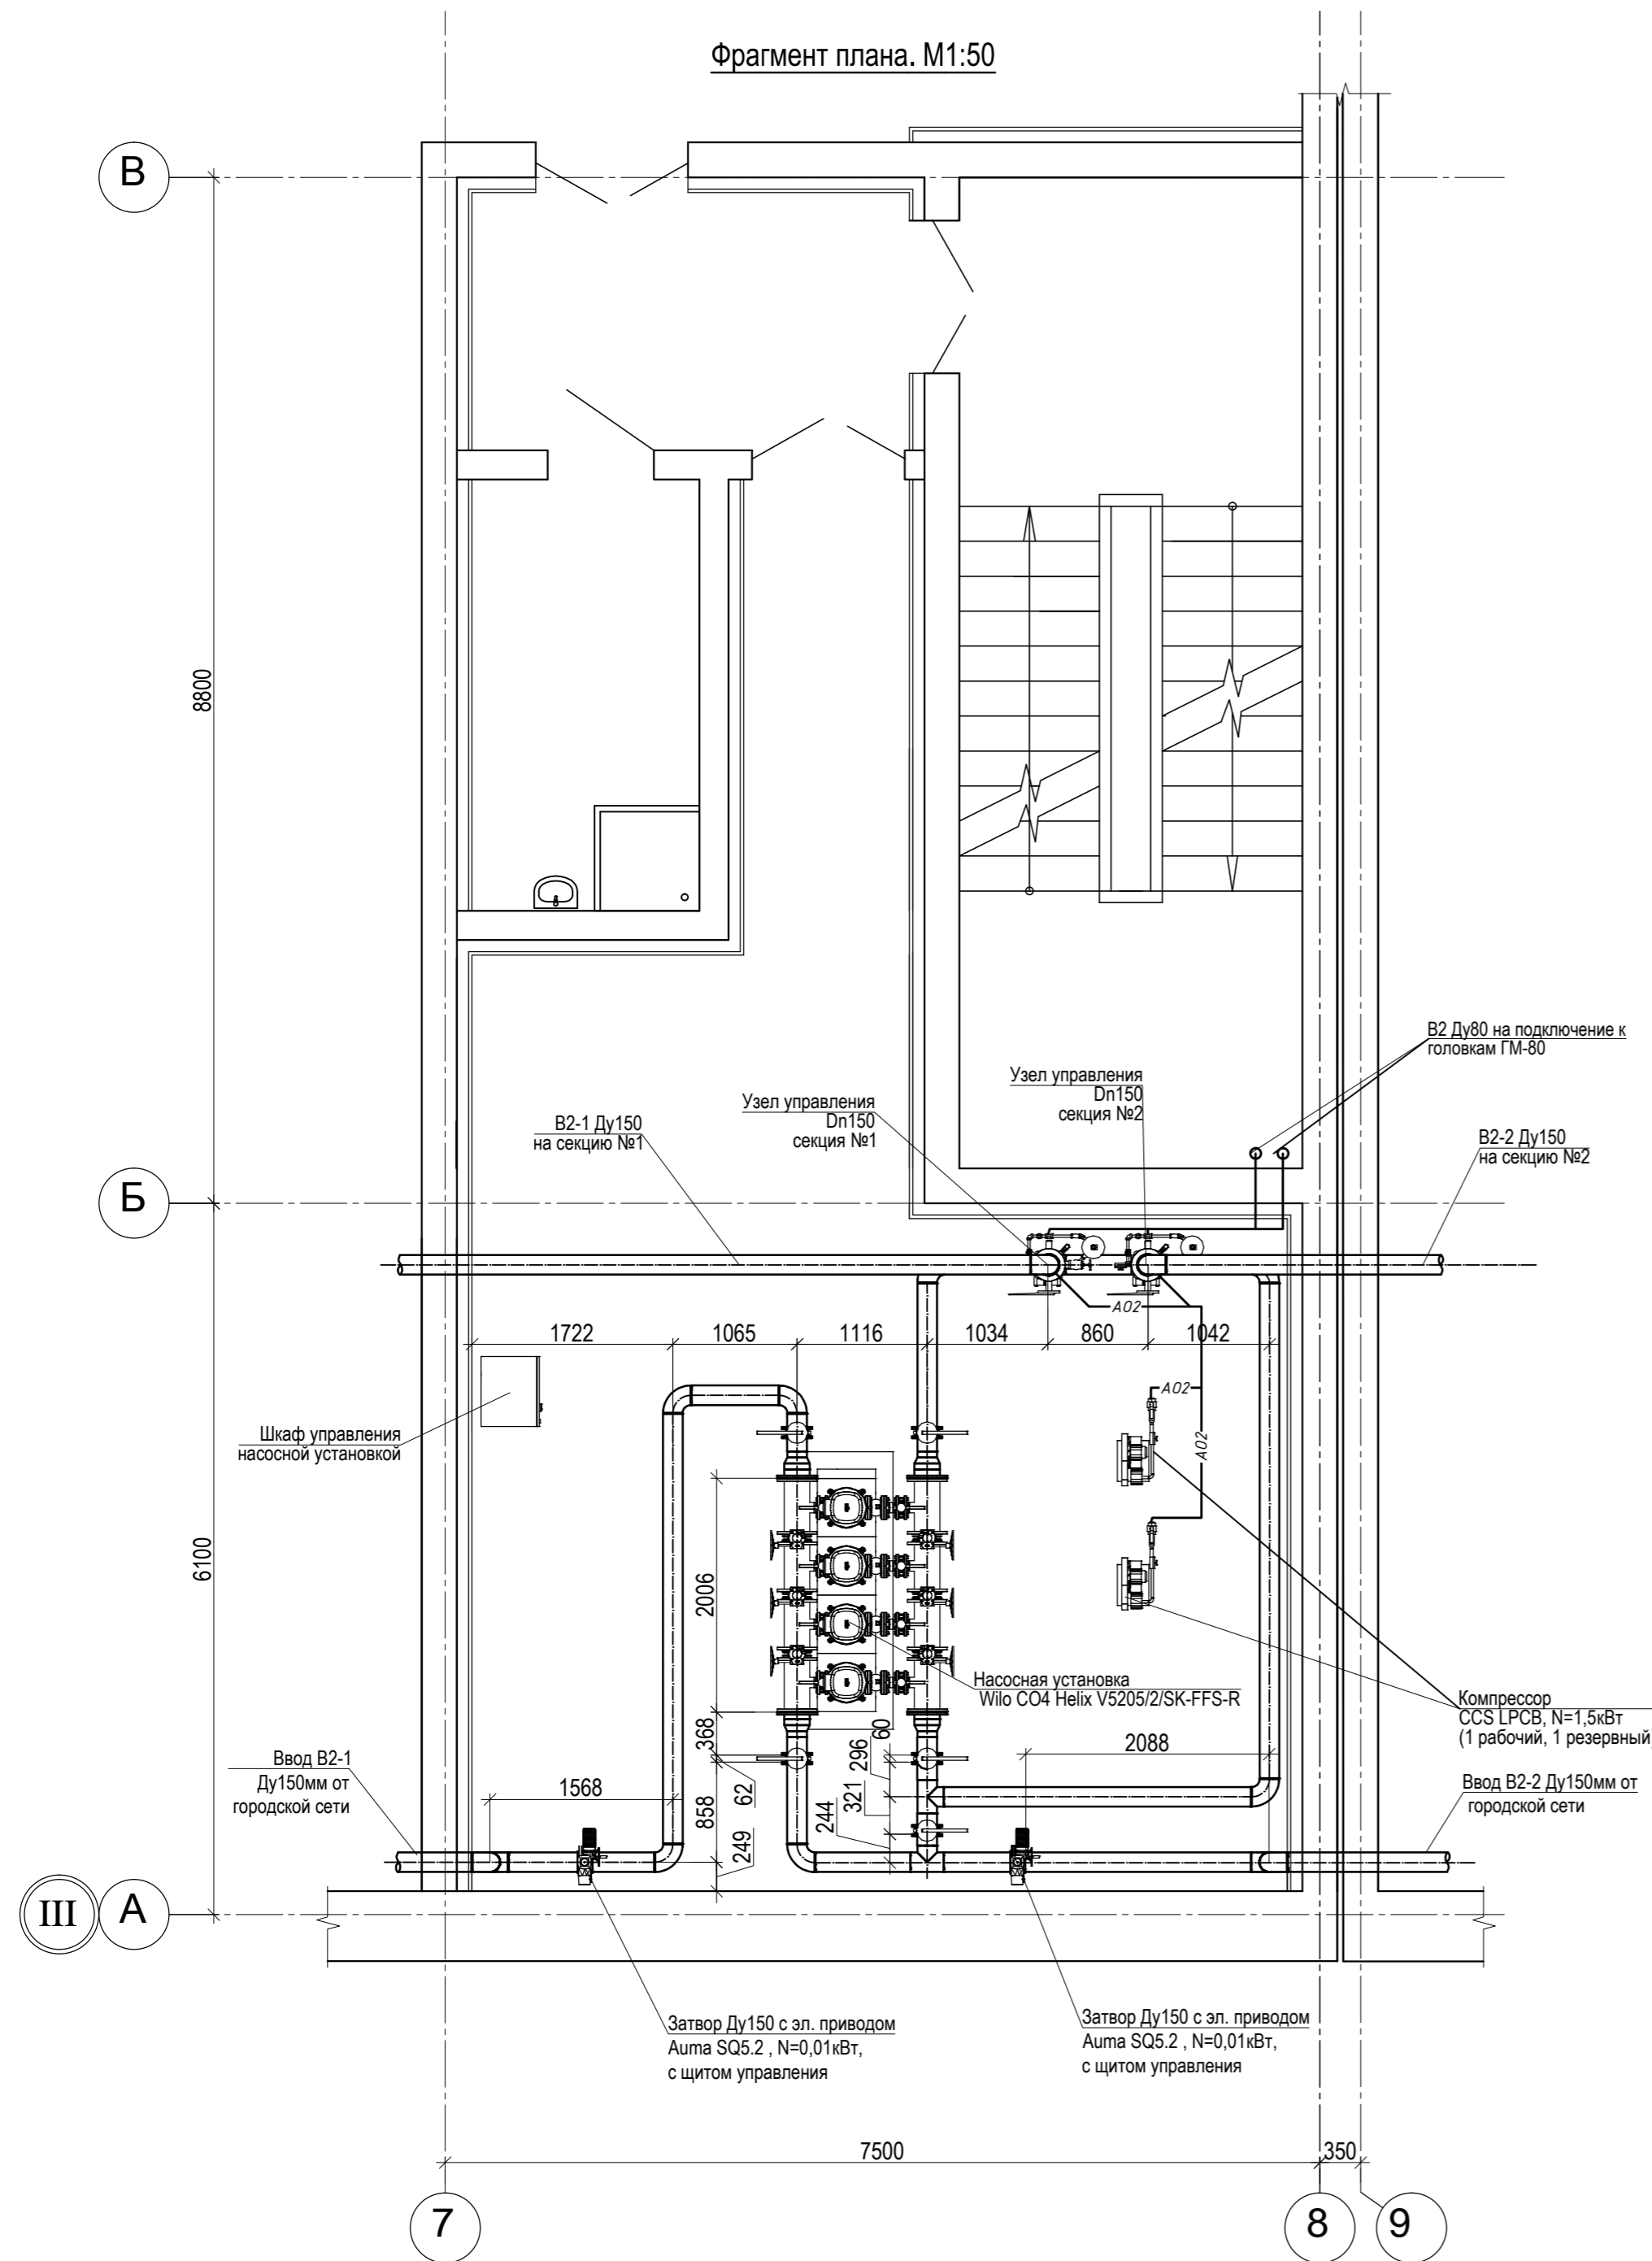 Фрагмент плана. М1:50
В
8800
В2 Ду80 на подключение к
головкам ГМ-80
Узел управления
Dn150
секция №2
Узел управления
Dn150
секция №1
В2-1 Ду150
на секцию №1
В2-2 Ду150
на секцию №2
Б
А02
1722
1065
1116
1034
860
1042
А02
А02
Шкаф управления
насосной установкой
6100
2006
Насосная установка
Wilo CO4 Helix V5205/2/SK-FFS-R
Компрессор
CCS LPCB, N=1,5кВт
(1 рабочий, 1 резервный
368
60
296
2088
Ввод В2-1
Ду150мм от
городской сети
1568
62
858
249
321
244
Ввод В2-2 Ду150мм от
городской сети
III
А
Затвор Ду150 с эл. приводом
Auma SQ5.2 , N=0,01кВт,
с щитом управления
Затвор Ду150 с эл. приводом
Auma SQ5.2 , N=0,01кВт,
с щитом управления
7500
350
7
8
9